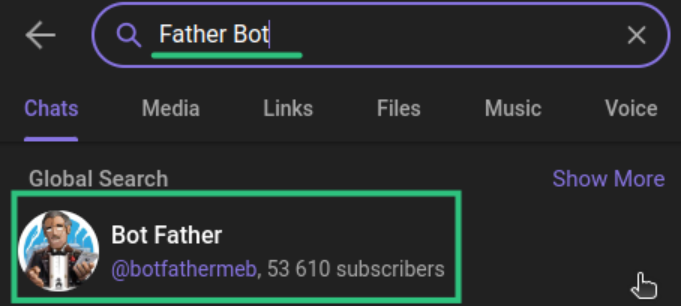 Father Bot
Chats Media Links Files Music Voice
Global Search Show More
Bot Father
@botfathermeb, 53 610 subscribers